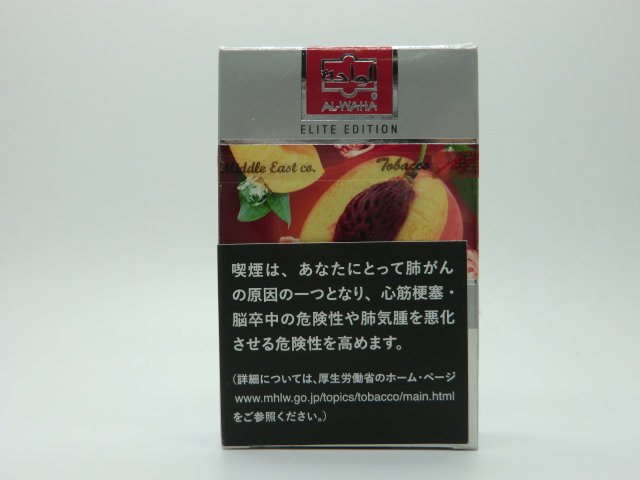 الواحة
AL-WAHA
®
ELITE EDITION
Middle East co. Tobacco
喫煙は、あなたにとって肺がん
の原因の一つとなり、心筋梗塞・
脳卒中の危険性や肺気腫を悪化
させる危険性を高めます。
(詳細については、厚生労働省のホーム・ページ
www.mhlw.go.jp/topics/tobacco/main.html
をご参照ください。)